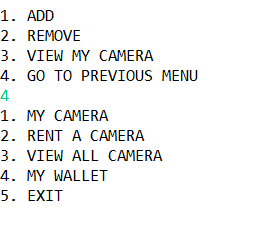 1. ADD
2. REMOVE
3. VIEW MY CAMERA
4. GO TO PREVIOUS MENU
4
1. MY CAMERA
2. RENT A CAMERA
3. VIEW ALL CAMERA
4. MY WALLET
5. EXIT